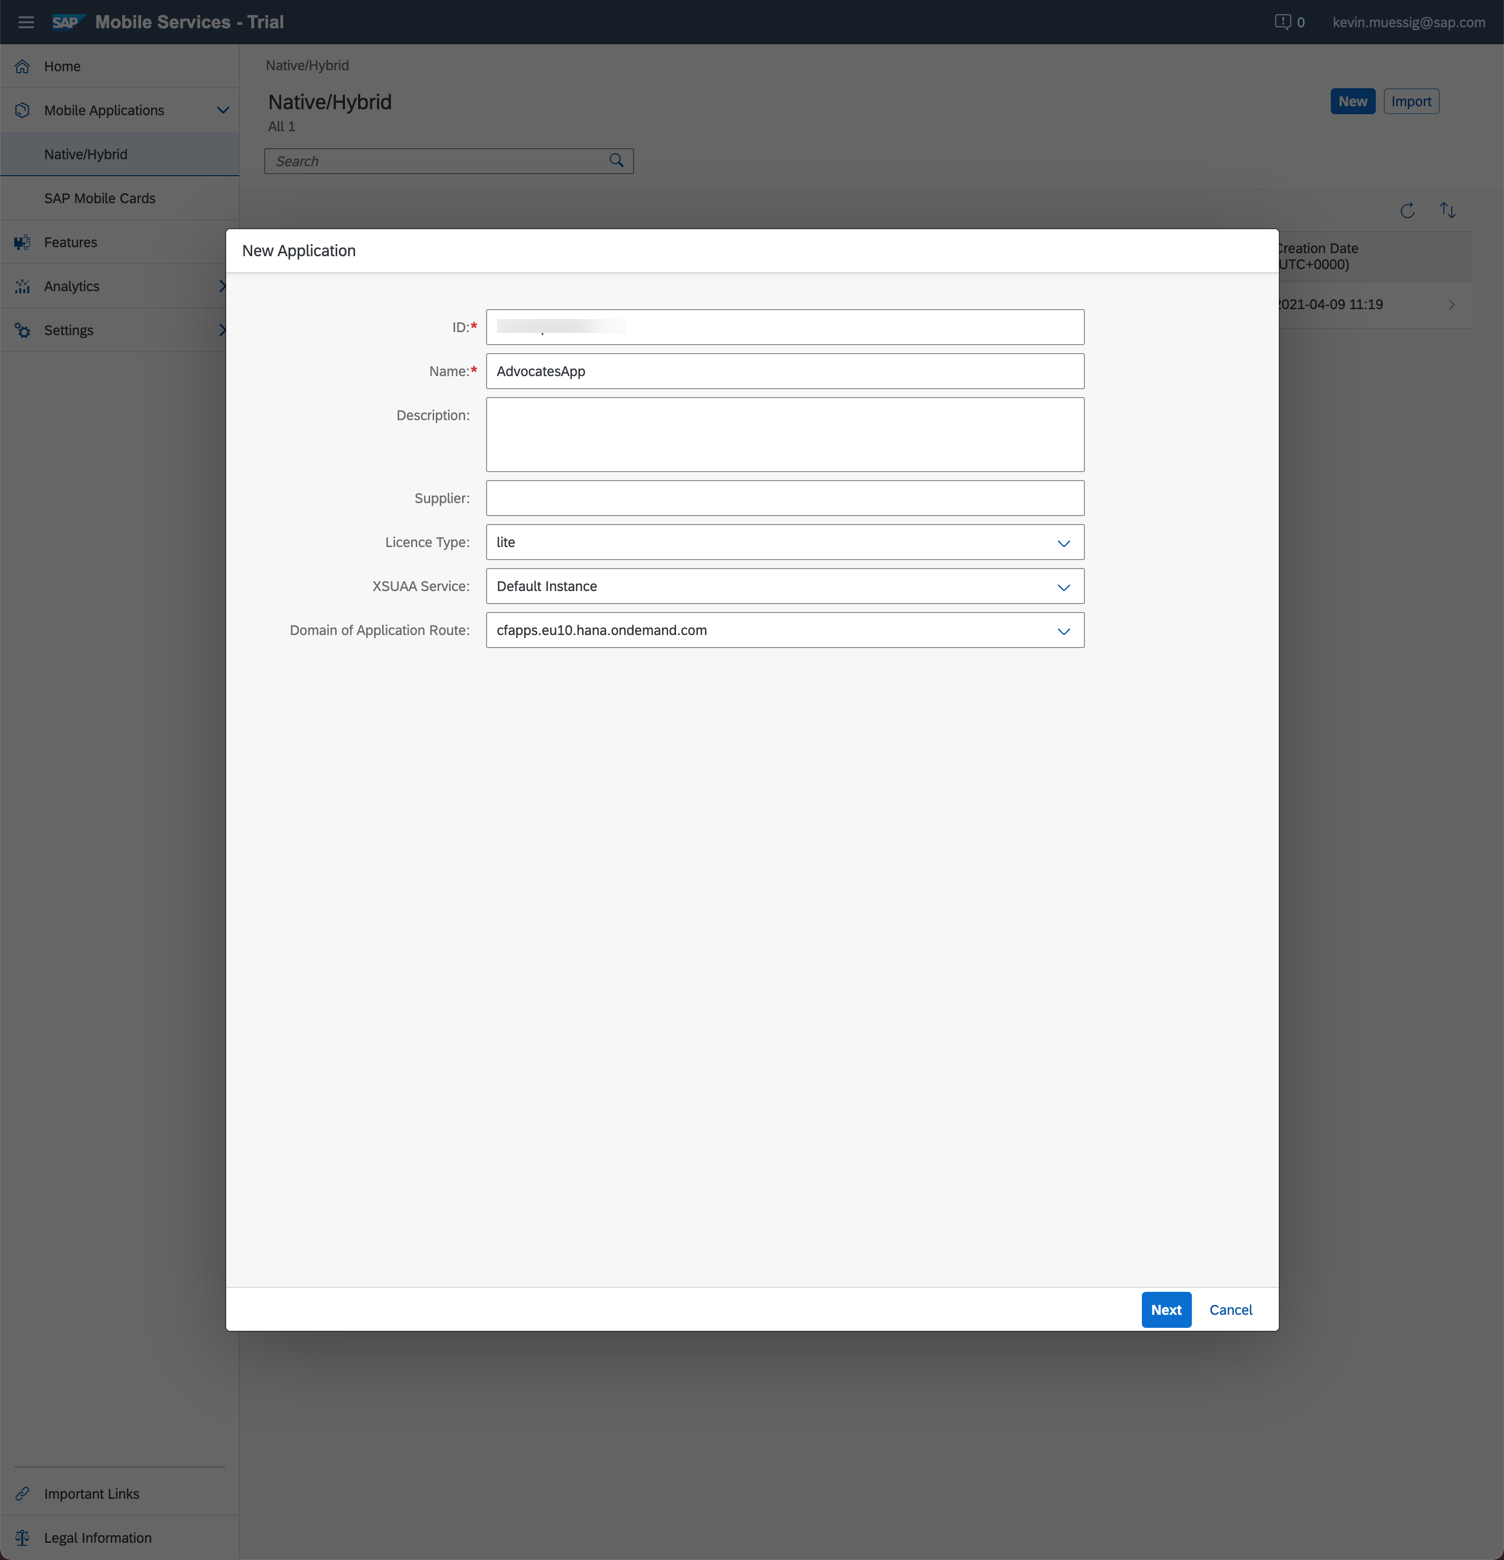 SAP Mobile Services - Trial
0
kevin.muessig@sap.com
Home
Mobile Applications
Native/Hybrid
SAP Mobile Cards
Features
Analytics
Settings
Native/Hybrid
Native/Hybrid
All 1
New
Import
Search
Creation Date
UTC+0000)
2021-04-09 11:19
New Application
ID:*
Name:* AdvocatesApp
Description:
Supplier:
Licence Type: lite
XSUAA Service: Default Instance
Domain of Application Route: cfapps.eu10.hana.ondemand.com
Next
Cancel
Important Links
Legal Information